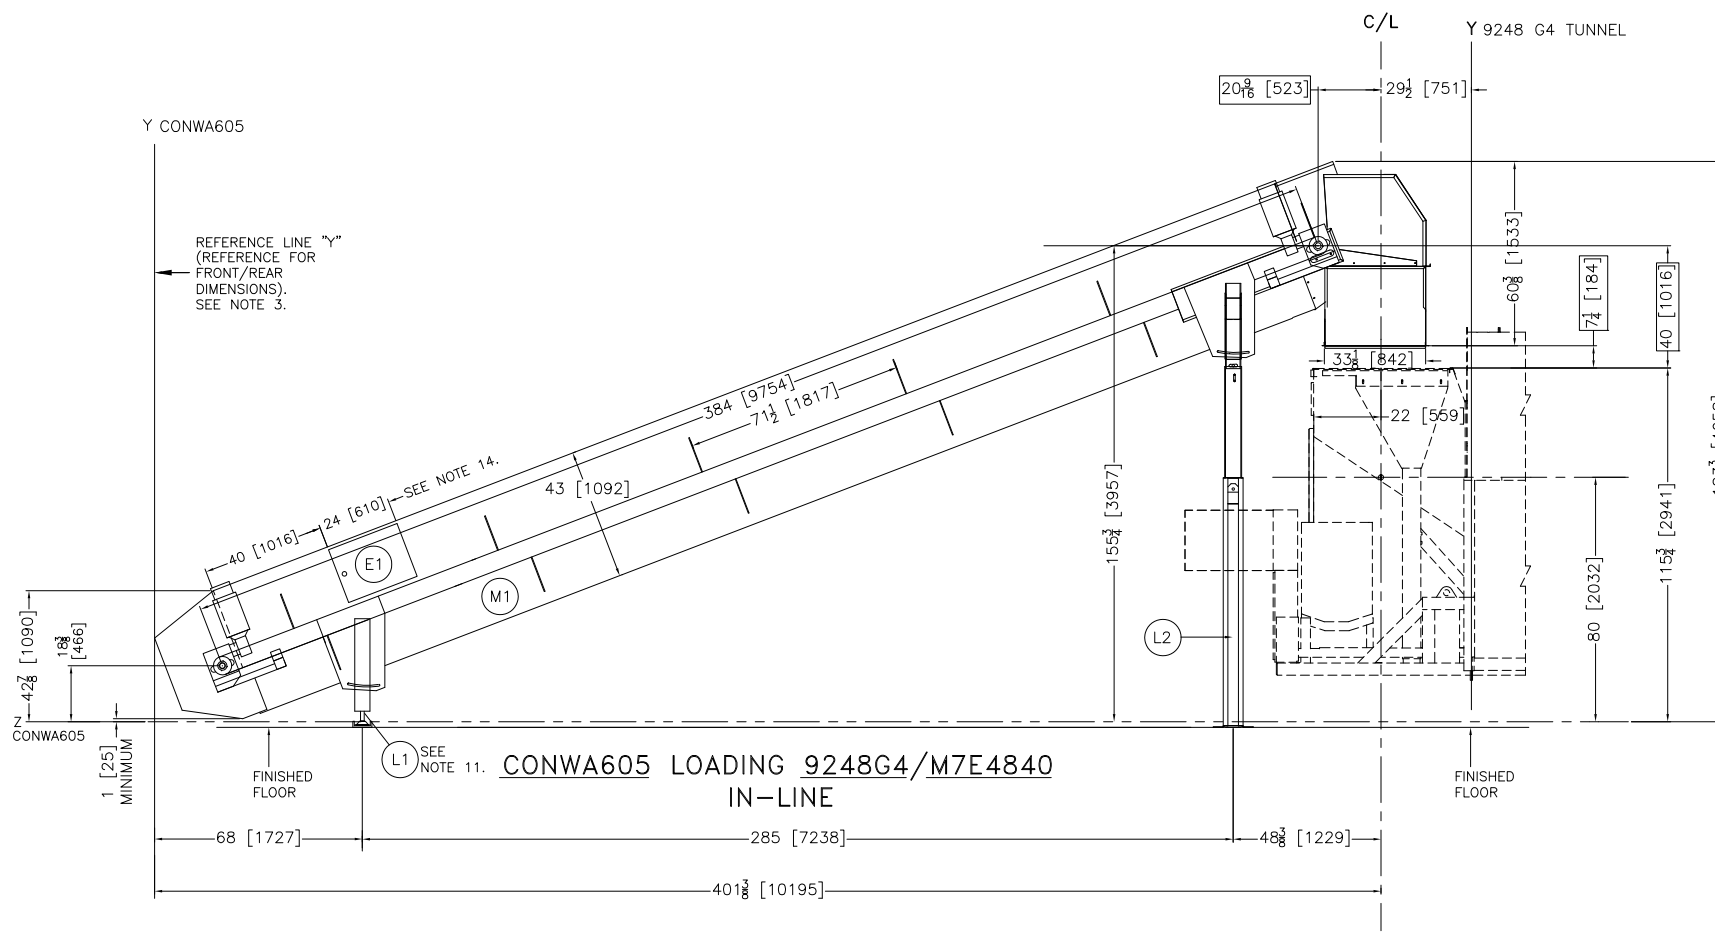 C/L
Y 9248 G4 TUNNEL
20 9/16 [523]
29 1/2 [751]
Y CONWA605
REFERENCE LINE "Y"
(REFERENCE FOR
FRONT/REAR
DIMENSIONS).
SEE NOTE 3.
60 3/8 [1533]
7 1/4 [184]
40 [1016]
33 1/8 [842]
384 [9754]
71 1/2 [1817]
22 [559]
SEE NOTE 14.
43 [1092]
24 [610]
40 [1016]
155 3/4 [3957]
115 3/4 [2941]
80 [2032]
E1
M1
L2
42 7/8 [1090]
18 3/8
[466]
Z
CONWA605
1 [25]
MINIMUM
FINISHED
FLOOR
L1
SEE
NOTE 11.
CONWA605 LOADING 9248G4/M7E4840
IN-LINE
FINISHED
FLOOR
68 [1727]
285 [7238]
48 3/8 [1229]
401 3/8 [10195]